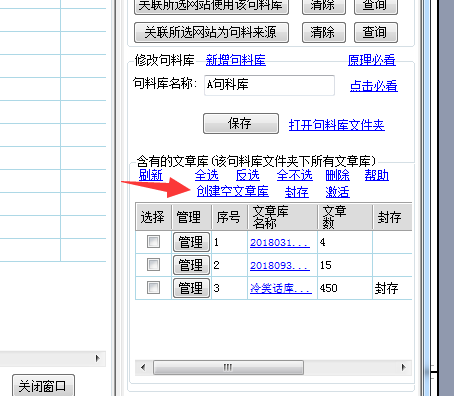 关联所选网站使用该句料库 清除 查询
关联所选网站为句料来源 清除 查询
修改句料库 新增句料库 原理必看
句料库名称: A句料库 点击必看
保存 打开句料库文件夹
含有的文章库(该句料库文件夹下所有文章库)
刷新 全选 反选 全不选 删除 帮助
创建空文章库 封存 激活
选择 管理 序号 文章库名称 文章数 封存
管理 1 2018031... 4
管理 2 2018093... 15
管理 3 冷笑话库... 450 封存
关闭窗口